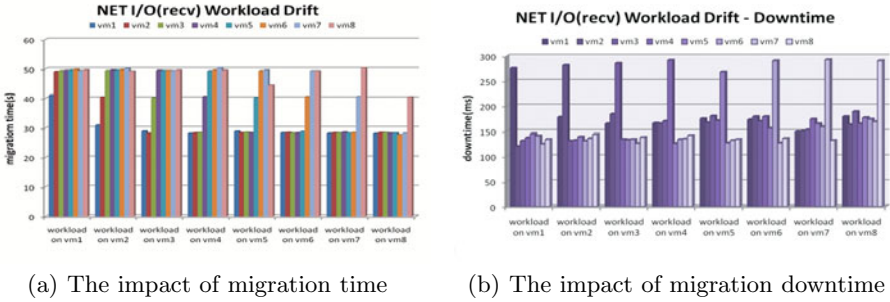 NET I/O(recv) Workload Drift
vm1 vm2 vm3 vm4 vm5 vm6 vm7 vm8
60
50
40
30
20
10
0
migratiom time(s)
workload on vm1
workload on vm2
workload on vm3
workload on vm4
workload on vm5
workload on vm6
workload on vm7
workload on vm8
(a) The impact of migration time
NET I/O(recv) Workload Drift - Downtime
vm1 vm2 vm3 vm4 vm5 vm6 vm7 vm8
300
250
200
150
100
50
0
downtime(ms)
workload on vm1
workload on vm2
workload on vm3
workload on vm4
workload on vm5
workload on vm6
workload on vm7
workload on vm8
(b) The impact of migration downtime